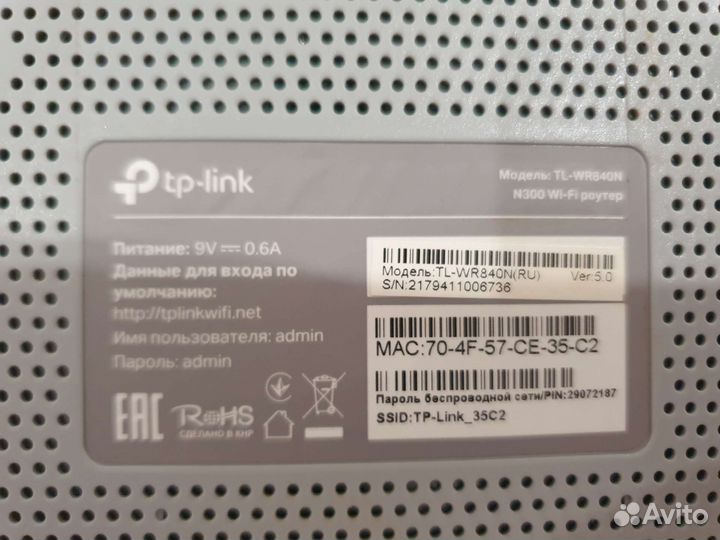 tp-link
Модель: TL-WR840N
N300 Wi-Fi роутер
Питание: 9V 0.6A
Данные для входа по
умолчанию:
http://tplinkwifi.net
Имя пользователя: admin
Пароль: admin
EAC
RoHS
СДЕЛАНО В КНР
Модель:TL-WR840N(RU) Ver:5.0
S/N:2179411006736
MAC:70-4F-57-CE-35-C2
Пароль беспроводной сети/PIN:29072187
SSID:TP-Link_35C2
Avito